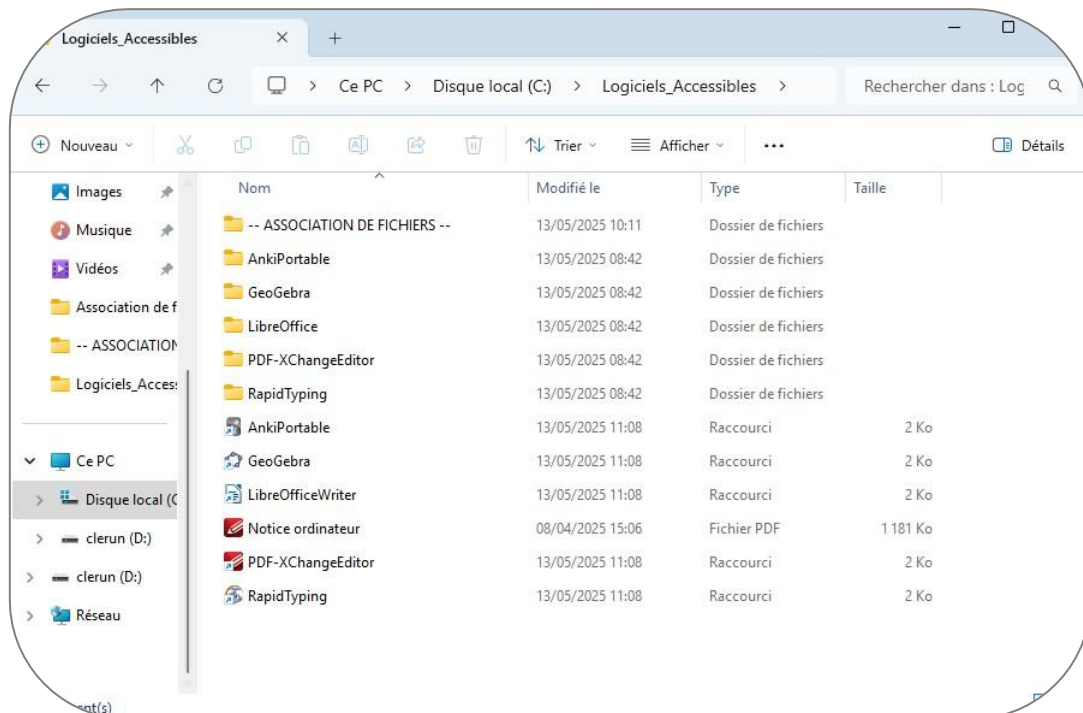 Logiciels_Accessibles
Ce PC > Disque local (C:) > Logiciels_Accessibles >
Rechercher dans : Log
Nouveau
Trier
Afficher
Détails
Images
Musique
Vidéos
Association de f
-- ASSOCIATION
Logiciels_Access
Ce PC
Disque local (C
clerun (D:)
clerun (D:)
Réseau
Nom Modifié le Type Taille
-- ASSOCIATION DE FICHIERS -- 13/05/2025 10:11 Dossier de fichiers
AnkiPortable 13/05/2025 08:42 Dossier de fichiers
GeoGebra 13/05/2025 08:42 Dossier de fichiers
LibreOffice 13/05/2025 08:42 Dossier de fichiers
PDF-XChangeEditor 13/05/2025 08:42 Dossier de fichiers
RapidTyping 13/05/2025 08:42 Dossier de fichiers
AnkiPortable 13/05/2025 11:08 Raccourci 2 Ko
GeoGebra 13/05/2025 11:08 Raccourci 2 Ko
LibreOfficeWriter 13/05/2025 11:08 Raccourci 2 Ko
Notice ordinateur 08/04/2025 15:06 Fichier PDF 1 181 Ko
PDF-XChangeEditor 13/05/2025 11:08 Raccourci 2 Ko
RapidTyping 13/05/2025 11:08 Raccourci 2 Ko